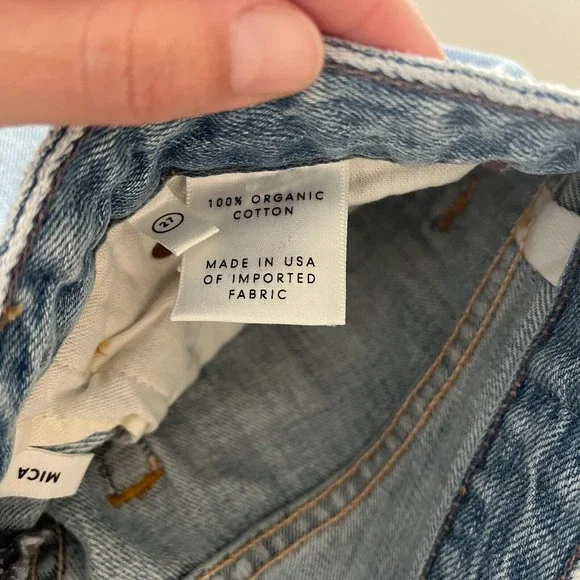 100% ORGANIC
COTTON
MADE IN USA
OF IMPORTED
FABRIC
27
MICA